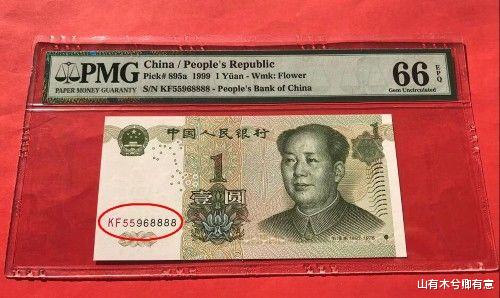 PMG
PAPER MONEY GUARANTY
China / People's Republic
Pick# 895a 1999 1 Yüan - Wmk: Flower
S/N KF55968888 - People's Bank of China
66 EPQ
Gem Uncirculated
中国人民银行
1
1
壹圆
KF55968888
山有木兮卿有意